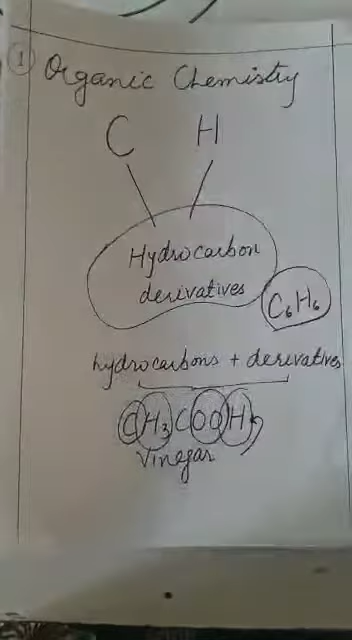 1 Organic Chemistry
C H
Hydrocarbon
derivatives
C₆H₆
hydrocarbons + derivatives
CH₃COOH,
Vinegar